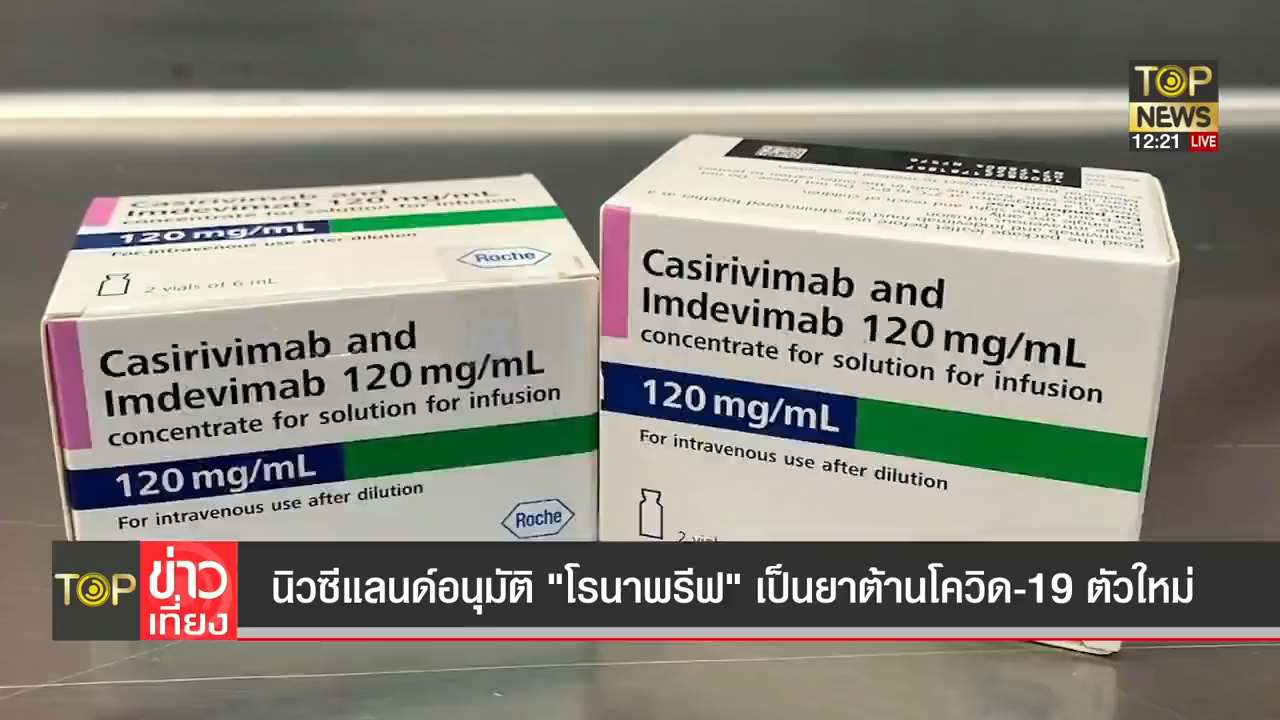 TOP
NEWS
12:21 LIVE
Casirivimab and
Imdevimab 120 mg/mL
concentrate for solution for infusion
120 mg/mL
For intravenous use after dilution
Roche
2 vials of 6 mL
Casirivimab and
Imdevimab 120 mg/mL
concentrate for solution for infusion
120 mg/mL
For intravenous use after dilution
Roche
Casirivimab and
Imdevimab 120 mg/mL
concentrate for solution for infusion
120 mg/mL
For intravenous use after dilution
TOP ข่าว
เที่ยง
นิวซีแลนด์อนุมัติ "โรนาพรีฟ" เป็นยาต้านโควิด-19 ตัวใหม่